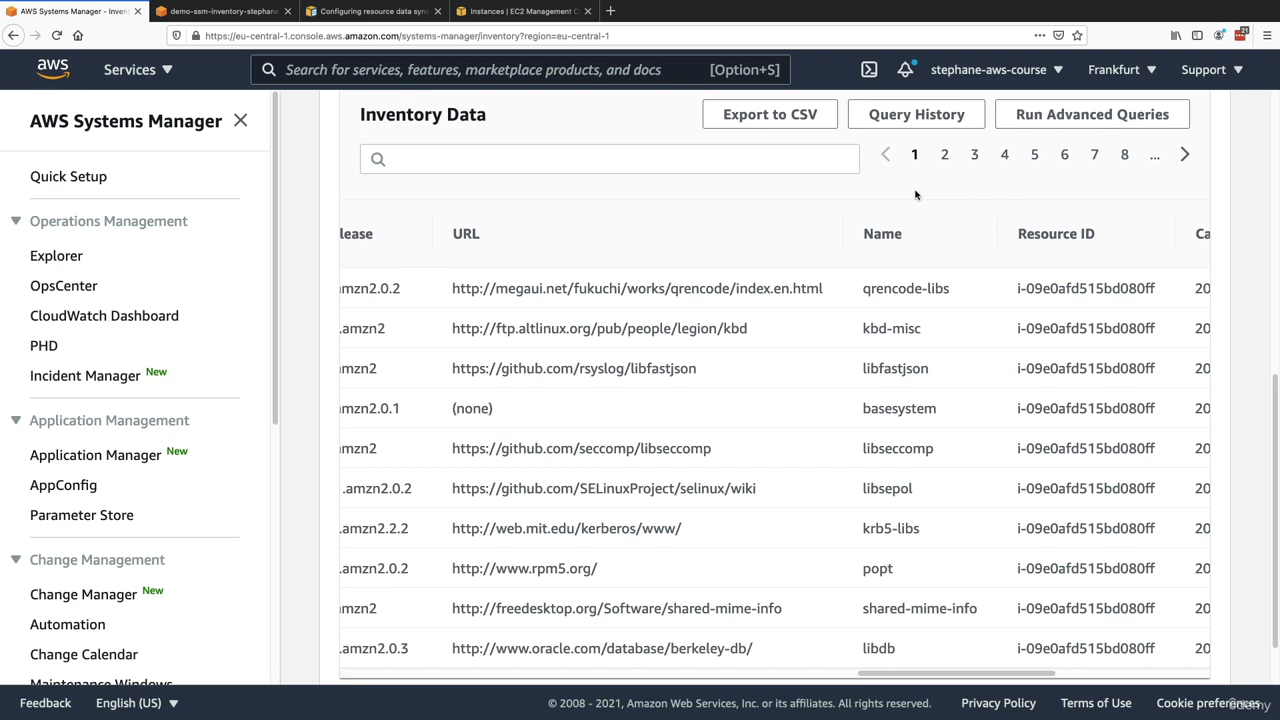 AWS Systems Manager - Inven
demo-ssm-inventory-stephane
Configuring resource data sync
Instances | EC2 Management C
https://eu-central-1.console.aws.amazon.com/systems-manager/inventory?region=eu-central-1
21
aws
Services
Search for services, features, marketplace products, and docs
[Option+S]
stephane-aws-course
Frankfurt
Support
AWS Systems Manager
Quick Setup
Operations Management
Explorer
OpsCenter
CloudWatch Dashboard
PHD
Incident Manager New
Application Management
Application Manager New
AppConfig
Parameter Store
Change Management
Change Manager New
Automation
Change Calendar
Maintenance Windows
Inventory Data
Export to CSV
Query History
Run Advanced Queries
1 2 3 4 5 6 7 8 ...
lease URL Name Resource ID Ca
mzn2.0.2 http://megaui.net/fukuchi/works/qrencode/index.en.html qrencode-libs i-09e0afd515bd080ff 20
.amzn2 http://ftp.altlinux.org/pub/people/legion/kbd kbd-misc i-09e0afd515bd080ff 20
mzn2 https://github.com/rsyslog/libfastjson libfastjson i-09e0afd515bd080ff 20
mzn2.0.1 (none) basesystem i-09e0afd515bd080ff 20
mzn2 https://github.com/seccomp/libseccomp libseccomp i-09e0afd515bd080ff 20
.amzn2.0.2 https://github.com/SELinuxProject/selinux/wiki libsepol i-09e0afd515bd080ff 20
.amzn2.2.2 http://web.mit.edu/kerberos/www/ krb5-libs i-09e0afd515bd080ff 20
.amzn2.0.2 http://www.rpm5.org/ popt i-09e0afd515bd080ff 20
mzn2 http://freedesktop.org/Software/shared-mime-info shared-mime-info i-09e0afd515bd080ff 20
.amzn2.0.3 http://www.oracle.com/database/berkeley-db/ libdb i-09e0afd515bd080ff 20
Feedback
English (US)
© 2008 - 2021, Amazon Web Services, Inc. or its affiliates. All rights reserved.
Privacy Policy
Terms of Use
Cookie preferences
Udemy